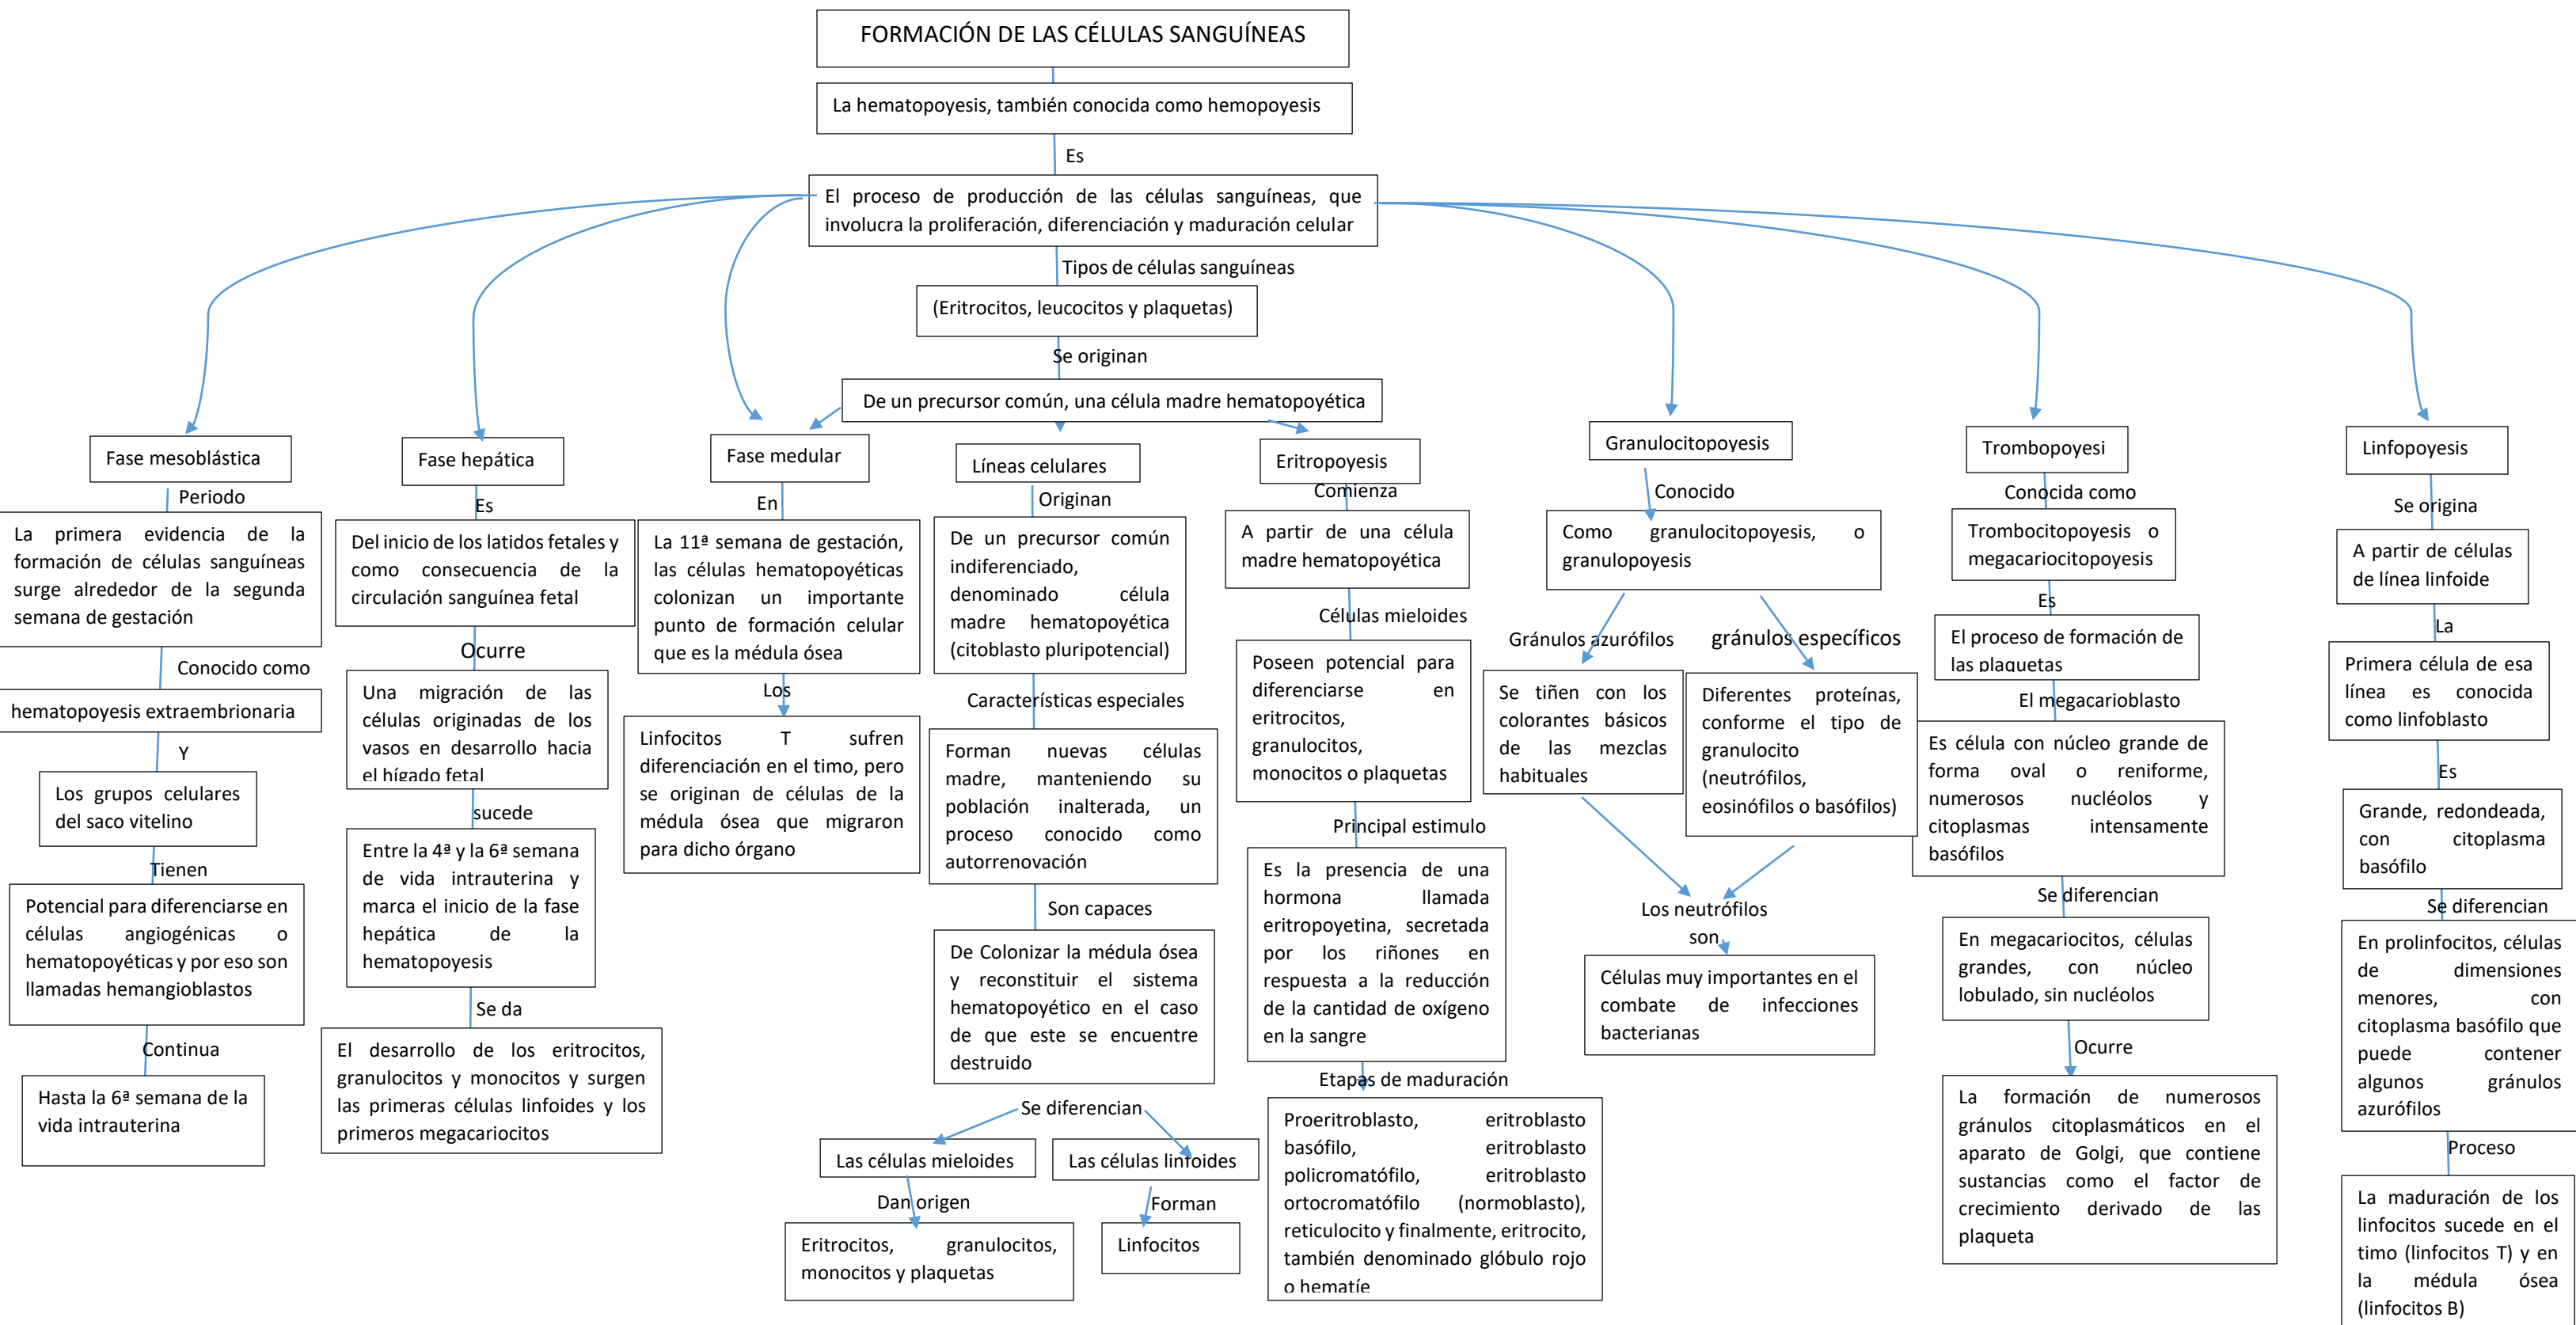 FORMACIÓN DE LAS CÉLULAS SANGUÍNEAS
La hematopoyesis, también conocida como hemopoyesis
Es
El proceso de producción de las células sanguíneas, que
involucra la proliferación, diferenciación y maduración celular
Tipos de células sanguíneas
(Eritrocitos, leucocitos y plaquetas)
Se originan
De un precursor común, una célula madre hematopoyética
Fase mesoblástica
Periodo
La primera evidencia de la
formación de células sanguíneas
surge alrededor de la segunda
semana de gestación
Conocido como
hematopoyesis extraembrionaria
Y
Los grupos celulares
del saco vitelino
Tienen
Potencial para diferenciarse en
células angiogénicas o
hematopoyéticas y por eso son
llamadas hemangioblastos
Continua
Hasta la 6ª semana de la
vida intrauterina
Fase hepática
Es
Del inicio de los latidos fetales y
como consecuencia de la
circulación sanguínea fetal
Ocurre
Una migración de las
células originadas de los
vasos en desarrollo hacia
el hígado fetal
sucede
Entre la 4ª y la 6ª semana
de vida intrauterina y
marca el inicio de la fase
hepática de la
hematopoyesis
Se da
El desarrollo de los eritrocitos,
granulocitos y monocitos y surgen
las primeras células linfoides y los
primeros megacariocitos
Fase medular
En
La 11ª semana de gestación,
las células hematopoyéticas
colonizan un importante
punto de formación celular
que es la médula ósea
Los
Linfocitos T sufren
diferenciación en el timo, pero
se originan de células de la
médula ósea que migraron
para dicho órgano
Líneas celulares
Originan
De un precursor común
indiferenciado,
denominado célula
madre hematopoyética
(citoblasto pluripotencial)
Características especiales
Forman nuevas células
madre, manteniendo su
población inalterada, un
proceso conocido como
autorrenovación
Son capaces
De Colonizar la médula ósea
y reconstituir el sistema
hematopoyético en el caso
de que este se encuentre
destruido
Se diferencian
Las células mieloides
Dan origen
Eritrocitos, granulocitos,
monocitos y plaquetas
Las células linfoides
Forman
Linfocitos
Eritropoyesis
Comienza
A partir de una célula
madre hematopoyética
Células mieloides
Poseen potencial para
diferenciarse en
eritrocitos,
granulocitos,
monocitos o plaquetas
Principal estimulo
Es la presencia de una
hormona llamada
eritropoyetina, secretada
por los riñones en
respuesta a la reducción
de la cantidad de oxígeno
en la sangre
Etapas de maduración
Proeritroblasto, eritroblasto
basófilo, eritroblasto
policromatófilo, eritroblasto
ortocromatófilo (normoblasto),
reticulocito y finalmente, eritrocito,
también denominado glóbulo rojo
o hematíe
Granulocitopoyesis
Conocido
Como granulocitopoyesis, o
granulopoyesis
Gránulos azurófilos
Se tiñen con los
colorantes básicos
de las mezclas
habituales
gránulos específicos
Diferentes proteínas,
conforme el tipo de
granulocito
(neutrófilos,
eosinófilos o basófilos)
Los neutrófilos
son
Células muy importantes en el
combate de infecciones
bacterianas
Trombopoyesi
Conocida como
Trombocitopoyesis o
megacariocitopoyesis
Es
El proceso de formación de
las plaquetas
El megacarioblasto
Es célula con núcleo grande de
forma oval o reniforme,
numerosos nucléolos y
citoplasmas intensamente
basófilos
Se diferencian
En megacariocitos, células
grandes, con núcleo
lobulado, sin nucléolos
Ocurre
La formación de numerosos
gránulos citoplasmáticos en el
aparato de Golgi, que contiene
sustancias como el factor de
crecimiento derivado de las
plaqueta
Linfopoyesis
Se origina
A partir de células
de línea linfoide
La
Primera célula de esa
línea es conocida
como linfoblasto
Es
Grande, redondeada,
con citoplasma
basófilo
Se diferencian
En prolinfocitos, células
de dimensiones
menores, con
citoplasma basófilo que
puede contener
algunos gránulos
azurófilos
Proceso
La maduración de los
linfocitos sucede en el
timo (linfocitos T) y en
la médula ósea
(linfocitos B)